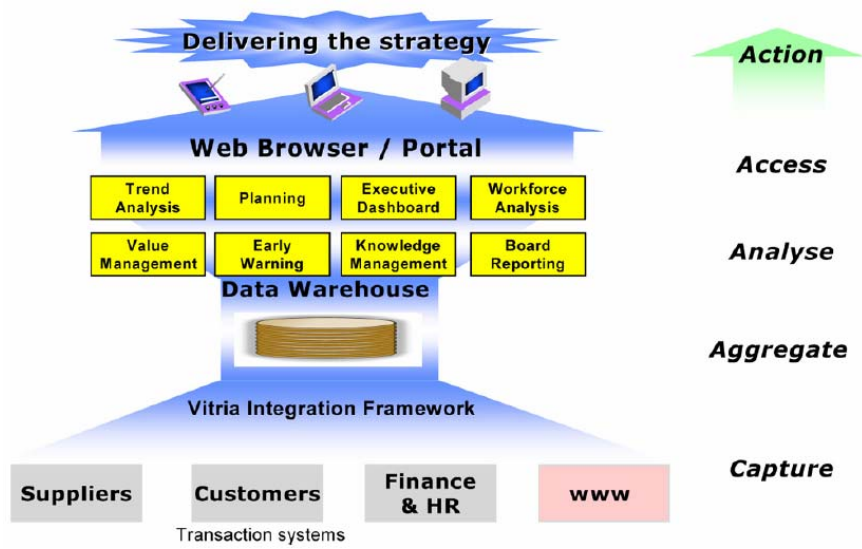 Delivering the strategy
Action
Web Browser / Portal
Access
Trend
Analysis
Planning
Executive
Dashboard
Workforce
Analysis
Value
Management
Early
Warning
Knowledge
Management
Board
Reporting
Analyse
Data Warehouse
Aggregate
Vitria Integration Framework
Suppliers
Customers
Finance
& HR
www
Capture
Transaction systems